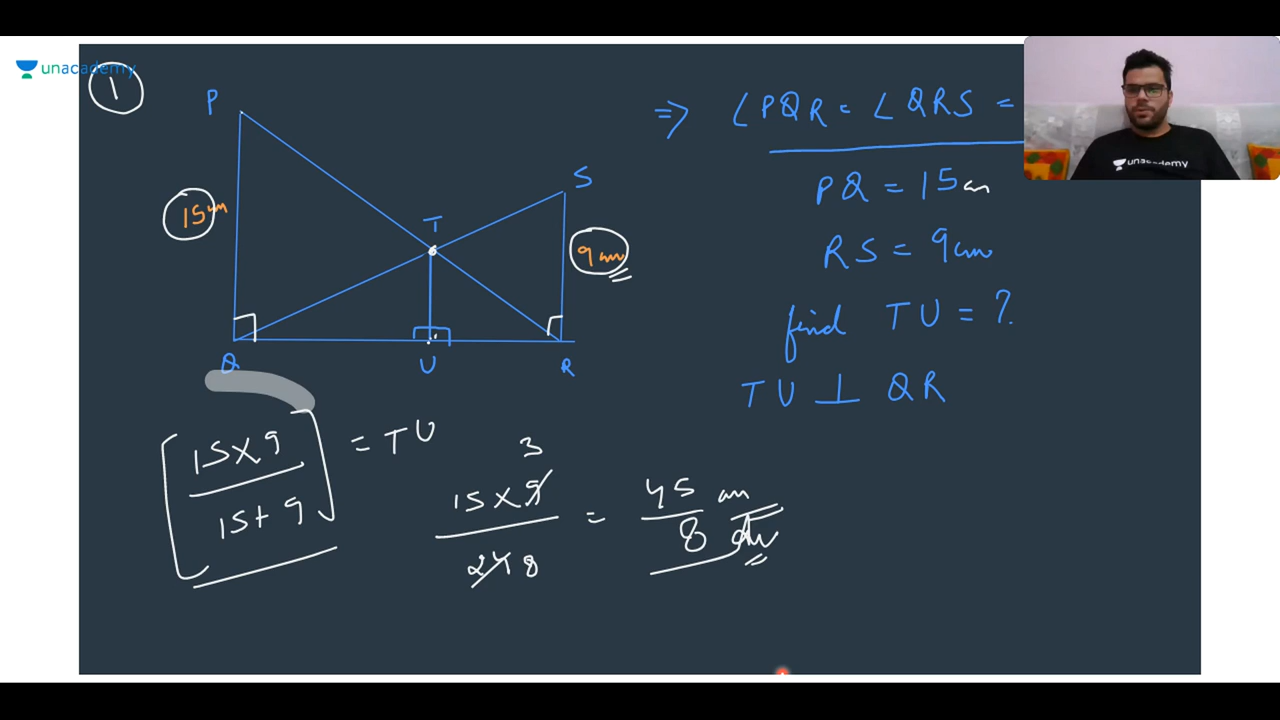 unacademy
1
P
S
T
15cm
9cm
Q
U
R
⇒ ∠PQR = ∠QRS =
PQ = 15cm
RS = 9cm
find TU = ?
TU ⊥ QR
unacademy
[15×9 / 15+9] = TU
3
15×9 / 24 8 = 45 / 8 cm